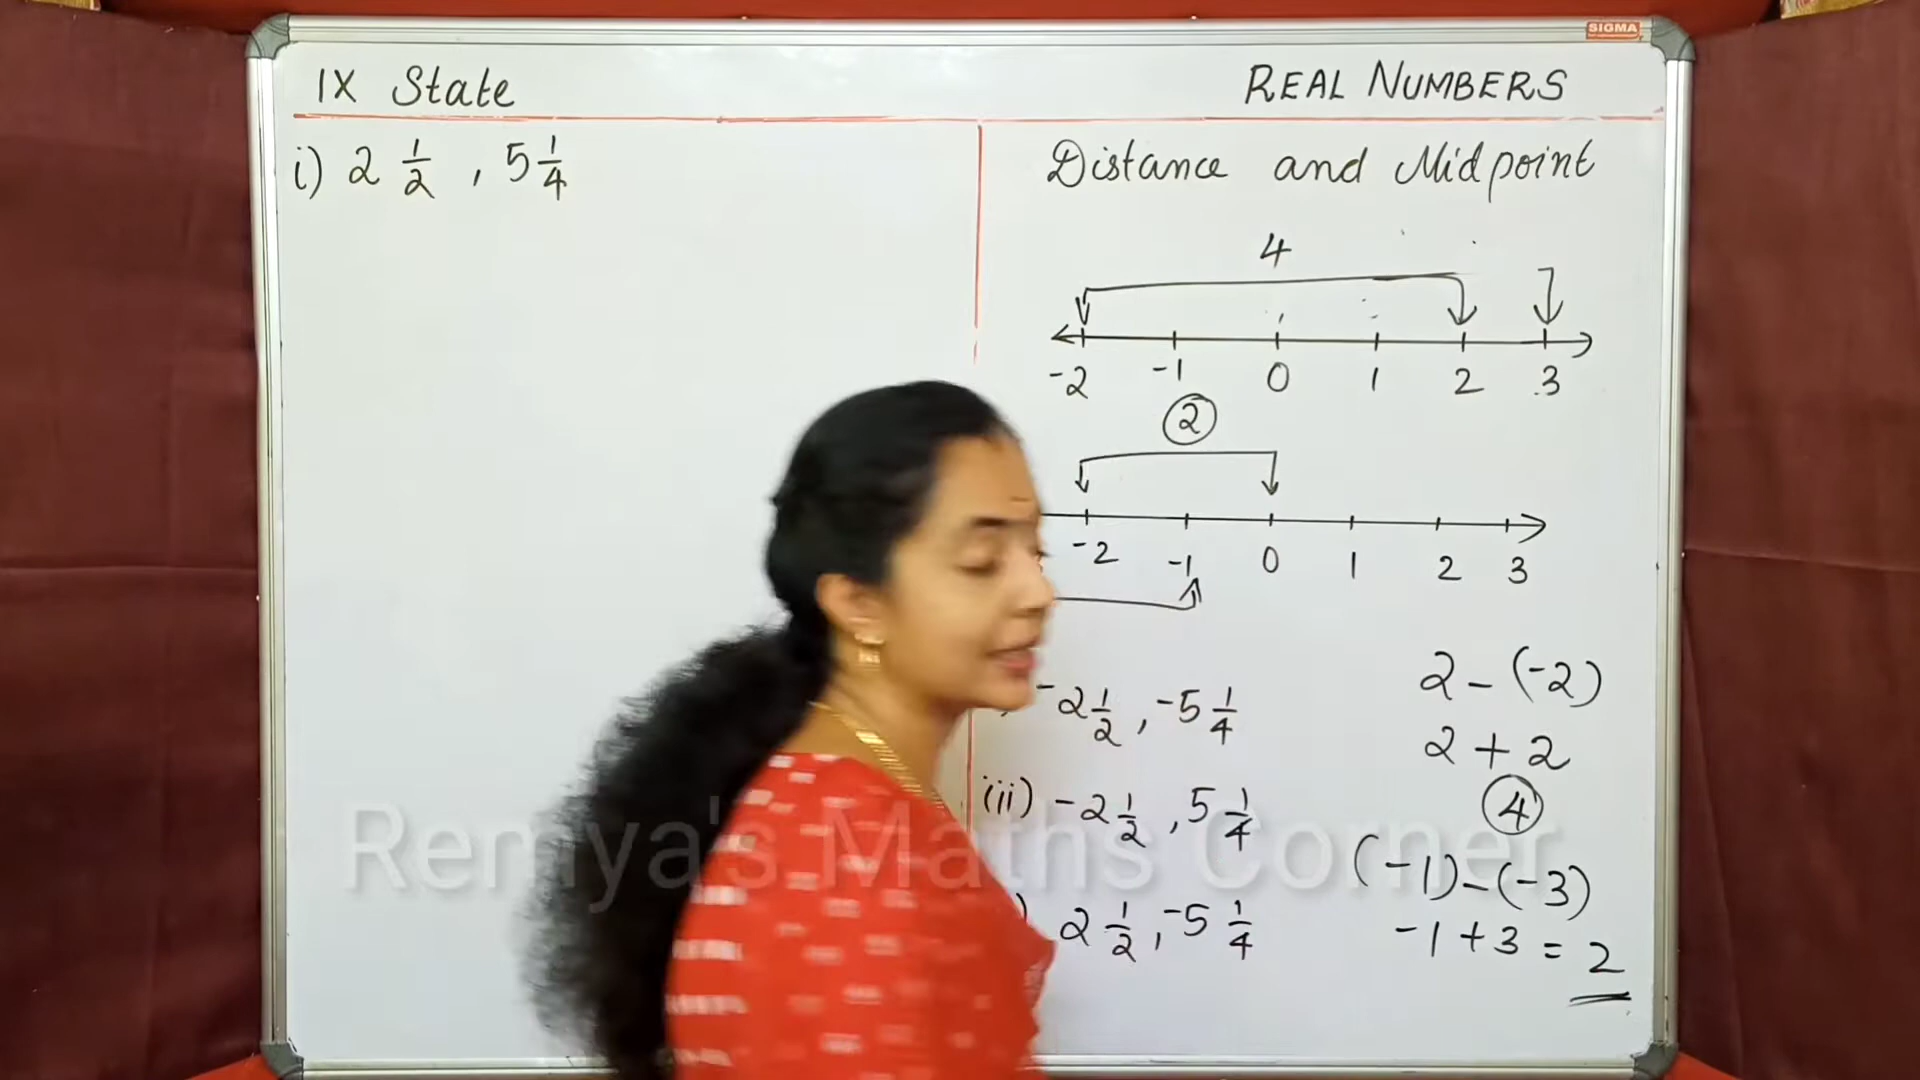 SIGMA
IX State
REAL NUMBERS
i) 2 1/2 , 5 1/4
Distance and Midpoint
4
-2 -1 0 1 2 3
2
-2 -1 0 1 2 3
-2 1/2 , -5 1/4
(iii) -2 1/2 , 5 1/4
) 2 1/2 , -5 1/4
2 - (-2)
2 + 2
4
(-1) - (-3)
-1 + 3 = 2
Remya's Maths Corner